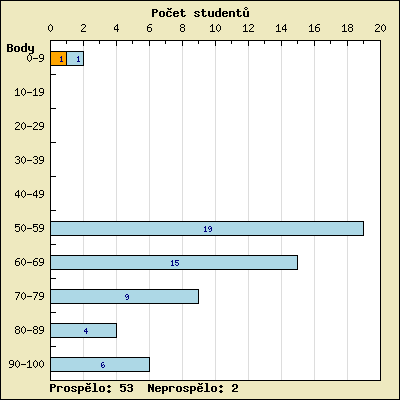 Počet studentů
0 2 4 6 8 10 12 14 16 18 20
Body
0-9 1 1
10-19
20-29
30-39
40-49
50-59 19
60-69 15
70-79 9
80-89 4
90-100 6
Prospělo: 53 Neprospělo: 2